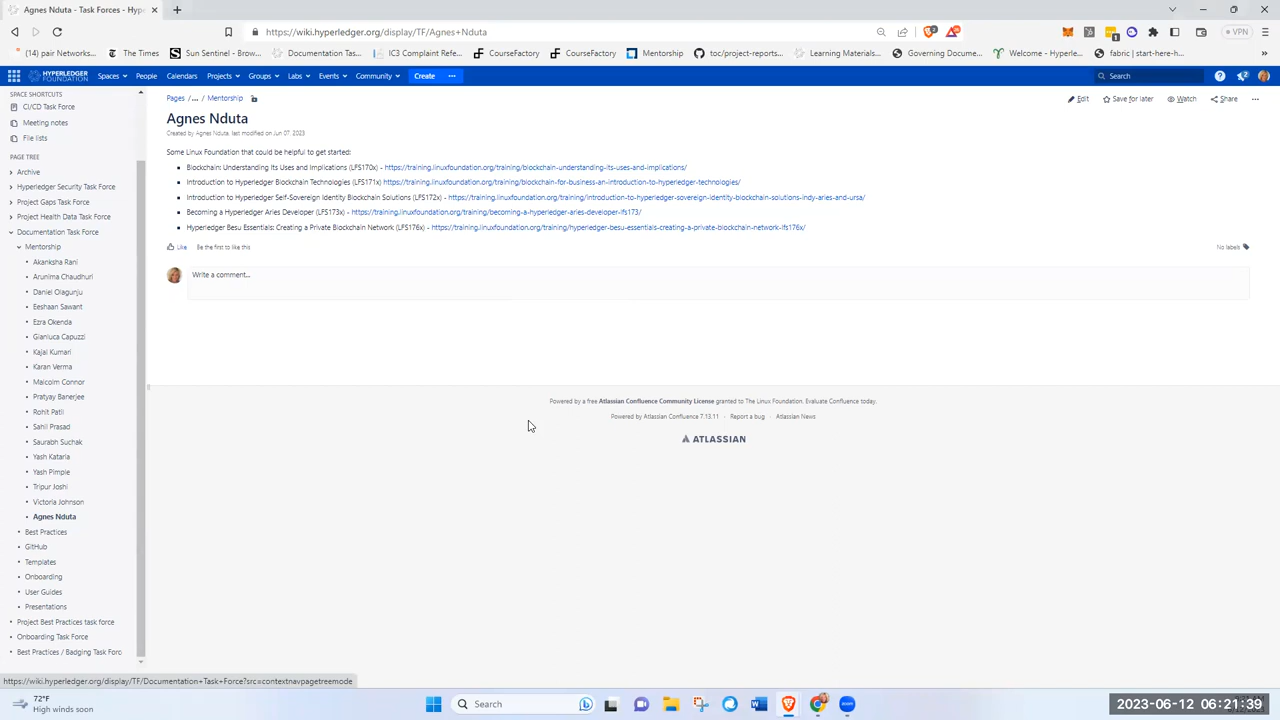 Agnes Nduta - Task Forces - Hype
wiki.hyperledger.org/display/TF/Agnes+Nduta
VPN
(14) pair Networks... The Times Sun Sentinel - Brow... Documentation Tas... IC3 Complaint Refe... CourseFactory CourseFactory Mentorship toc/project-reports... Learning Materials... Governing Docume... Welcome - Hyperle... fabric | start-here-h...
HYPERLEDGER FOUNDATION Spaces People Calendars Projects Groups Labs Events Community Create ... Search
SPACE SHORTCUTS
CI/CD Task Force
Meeting notes
File lists
PAGE TREE
Archive
Hyperledger Security Task Force
Project Gaps Task Force
Project Health Data Task Force
Documentation Task Force
Mentorship
Akanksha Rani
Arunima Chaudhuri
Daniel Olagunju
Eeshaan Sawant
Ezra Okenda
Gianluca Capuzzi
Kajal Kumari
Karan Verma
Malcolm Connor
Pratyay Banerjee
Rohit Patil
Sahil Prasad
Saurabh Suchak
Yash Kataria
Yash Pimple
Tripur Joshi
Victoria Johnson
Agnes Nduta
Best Practices
GitHub
Templates
Onboarding
User Guides
Presentations
Project Best Practices task force
Onboarding Task Force
Best Practices / Badging Task Forc
Pages /... / Mentorship
Edit Save for later Watch Share ...
Agnes Nduta
Created by Agnes Nduta, last modified on Jun 07, 2023
Some Linux Foundation that could be helpful to get started:
Blockchain: Understanding Its Uses and Implications (LFS170x) - https://training.linuxfoundation.org/training/blockchain-understanding-its-uses-and-implications/
Introduction to Hyperledger Blockchain Technologies (LFS171x) https://training.linuxfoundation.org/training/blockchain-for-business-an-introduction-to-hyperledger-technologies/
Introduction to Hyperledger Self-Sovereign Identity Blockchain Solutions (LFS172x) - https://training.linuxfoundation.org/training/introduction-to-hyperledger-sovereign-identity-blockchain-solutions-indy-aries-and-ursa/
Becoming a Hyperledger Aries Developer (LFS173x) - https://training.linuxfoundation.org/training/becoming-a-hyperledger-aries-developer-lfs173/
Hyperledger Besu Essentials: Creating a Private Blockchain Network (LFS176x) - https://training.linuxfoundation.org/training/hyperledger-besu-essentials-creating-a-private-blockchain-network-lfs176x/
Like Be the first to like this
No labels
Write a comment...
Powered by a free Atlassian Confluence Community License granted to The Linux Foundation. Evaluate Confluence today.
Powered by Atlassian Confluence 7.13.11 · Report a bug · Atlassian News
ATLASSIAN
https://wiki.hyperledger.org/display/TF/Documentation+Task+Force?src=contextnavpagetreemode
72°F
High winds soon
Search
zoom
2023-06-12 06:21:39